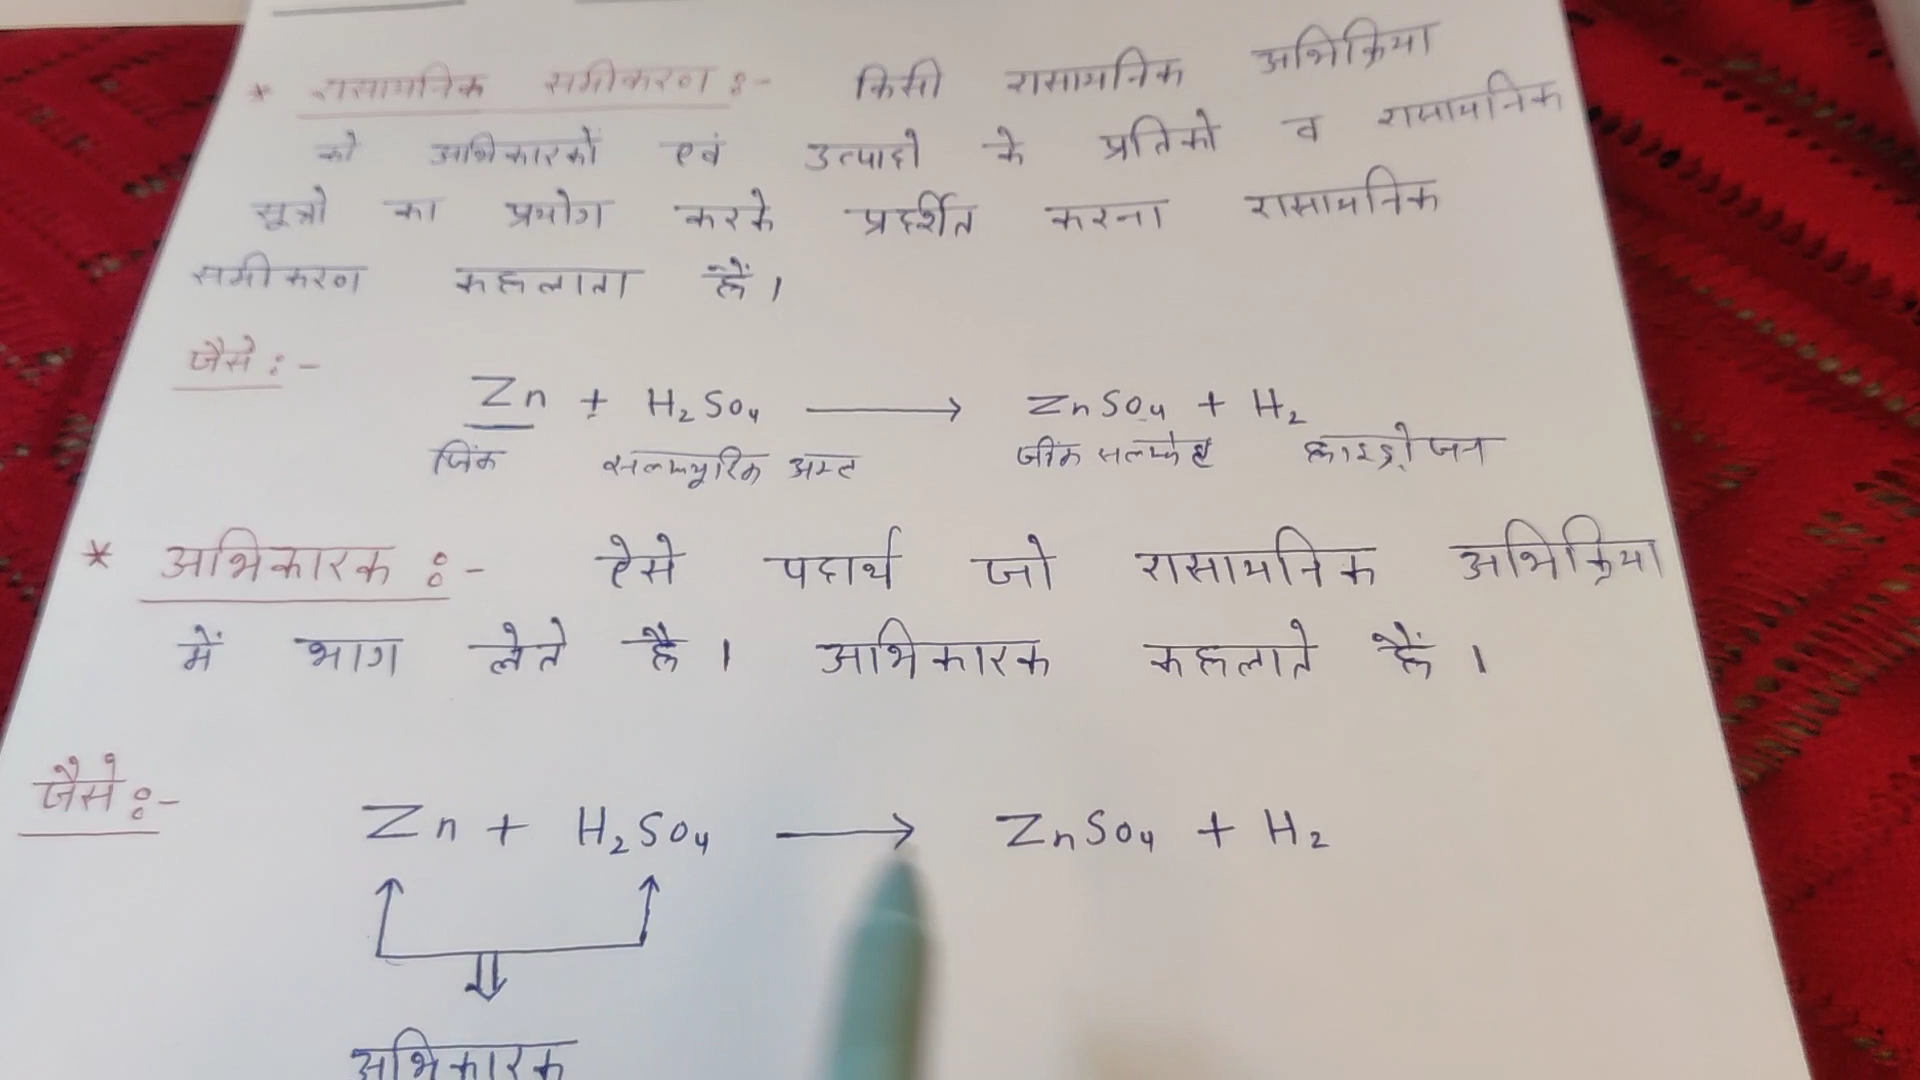 * रासायनिक समीकरण :- किसी रासायनिक अभिक्रिया
को अभिकारको एवं उत्पादो के प्रतिको व रासायनिक
सूत्रो का प्रयोग करके प्रदर्शित करना रासायनिक
समीकरण कहलाता हैं।
जैसे :-
Zn + H₂SO₄ ⟶ ZnSO₄ + H₂
जिंक सल्फ्यूरिक अम्ल जींक सल्फेट हाइड्रोजन
* अभिकारक :- ऐसे पदार्थ जो रासायनिक अभिक्रिया
में भाग लेते है। अभिकारक कहलाते हैं।
जैसे :-
Zn + H₂SO₄ ⟶ ZnSO₄ + H₂
अभिकारक